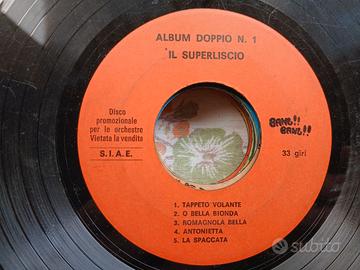 ALBUM DOPPIO N. 1
IL SUPERLISCIO
Disco
promozionale
per le orchestre
Vietata la vendita
S.I.A.E.
BANG!!
BANG!!
33 giri
1. TAPPETO VOLANTE
2. O BELLA BIONDA
3. ROMAGNOLA BELLA
4. ANTONIETTA
5. LA SPACCATA
subito